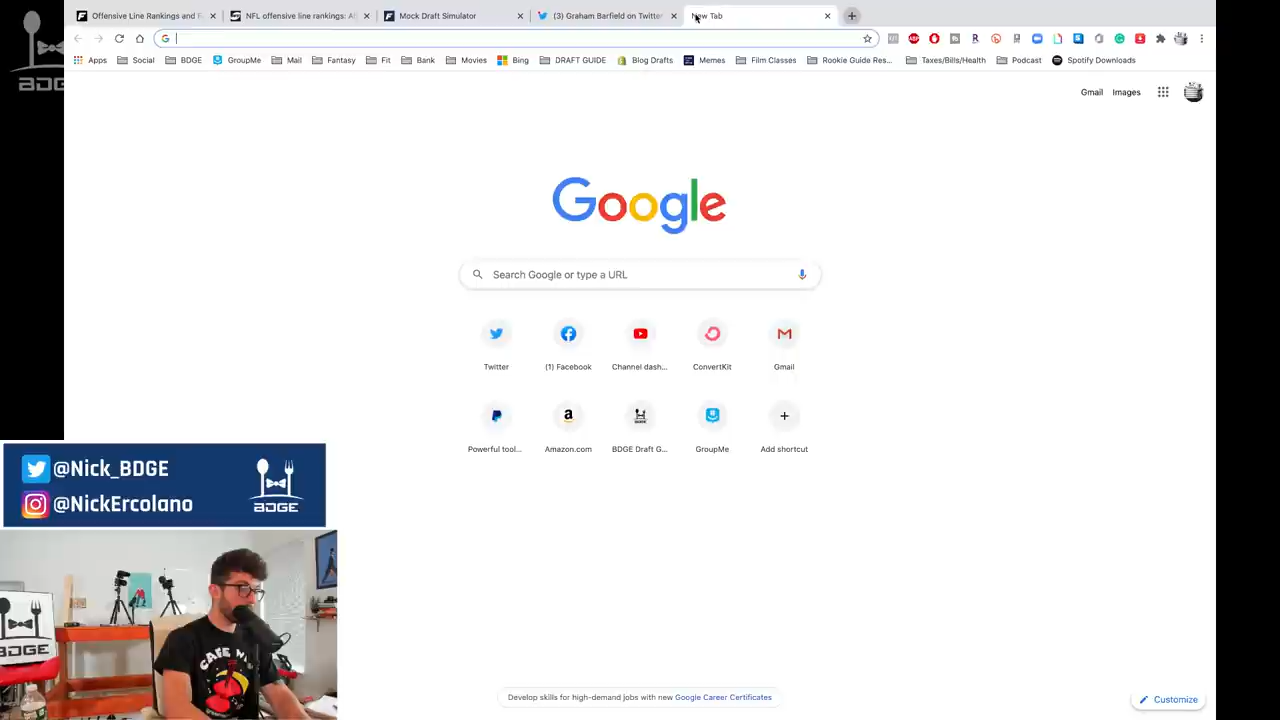 Offensive Line Rankings and F
NFL offensive line rankings: Af
Mock Draft Simulator
(3) Graham Barfield on Twitter
New Tab
Apps
Social
BDGE
GroupMe
Mail
Fantasy
Fit
Bank
Movies
Bing
DRAFT GUIDE
Blog Drafts
Memes
Film Classes
Rookie Guide Res...
Taxes/Bills/Health
Podcast
Spotify Downloads
Gmail
Images
Google
Search Google or type a URL
Twitter
(1) Facebook
Channel dash...
ConvertKit
Gmail
Powerful tool...
Amazon.com
BDGE Draft G...
GroupMe
Add shortcut
@Nick_BDGE
@NickErcolano
BDGE
BDGE
Develop skills for high-demand jobs with new Google Career Certificates
Customize